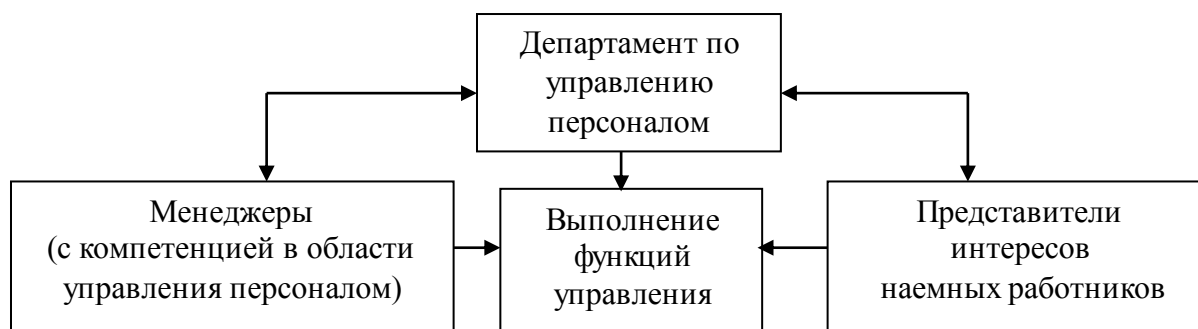 Департамент по
управлению
персоналом
Менеджеры
(с компетенцией в области
управления персоналом)
Выполнение
функций
управления
Представители
интересов
наемных работников